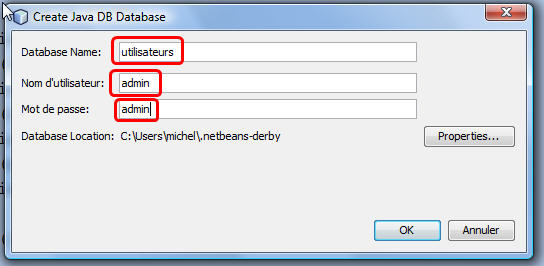 Create Java DB Database
Database Name: utilisateurs
Nom d'utilisateur: admin
Mot de passe: admin
Database Location: C:\Users\michel\.netbeans-derby
Properties...
OK Annuler